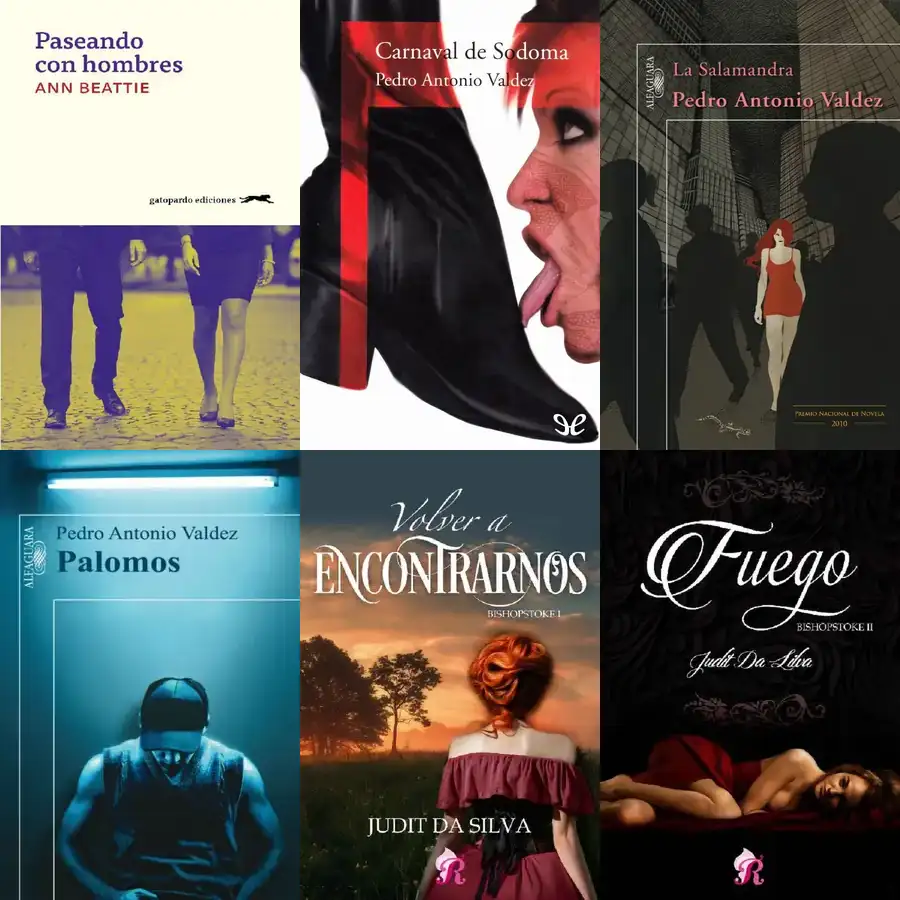 Paseando
con hombres
ANN BEATTIE
gatopardo ediciones
Carnaval de Sodoma
Pedro Antonio Valdez
ALFAGUARA
La Salamandra
Pedro Antonio Valdez
PREMIO NACIONAL DE NOVELA
2010
ALFAGUARA
Pedro Antonio Valdez
Palomos
Volver a
ENCONTRARNOS
BISHOPSTOKE I
JUDIT DA SILVA
R
Fuego
BISHOPSTOKE II
Judit Da Silva
R